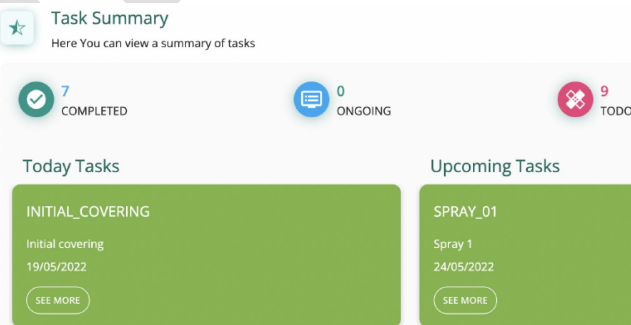 Task Summary
Here You can view a summary of tasks
7
COMPLETED
0
ONGOING
9
TODO
Today Tasks
INITIAL_COVERING
Initial covering
19/05/2022
SEE MORE
Upcoming Tasks
SPRAY_01
Spray 1
24/05/2022
SEE MORE